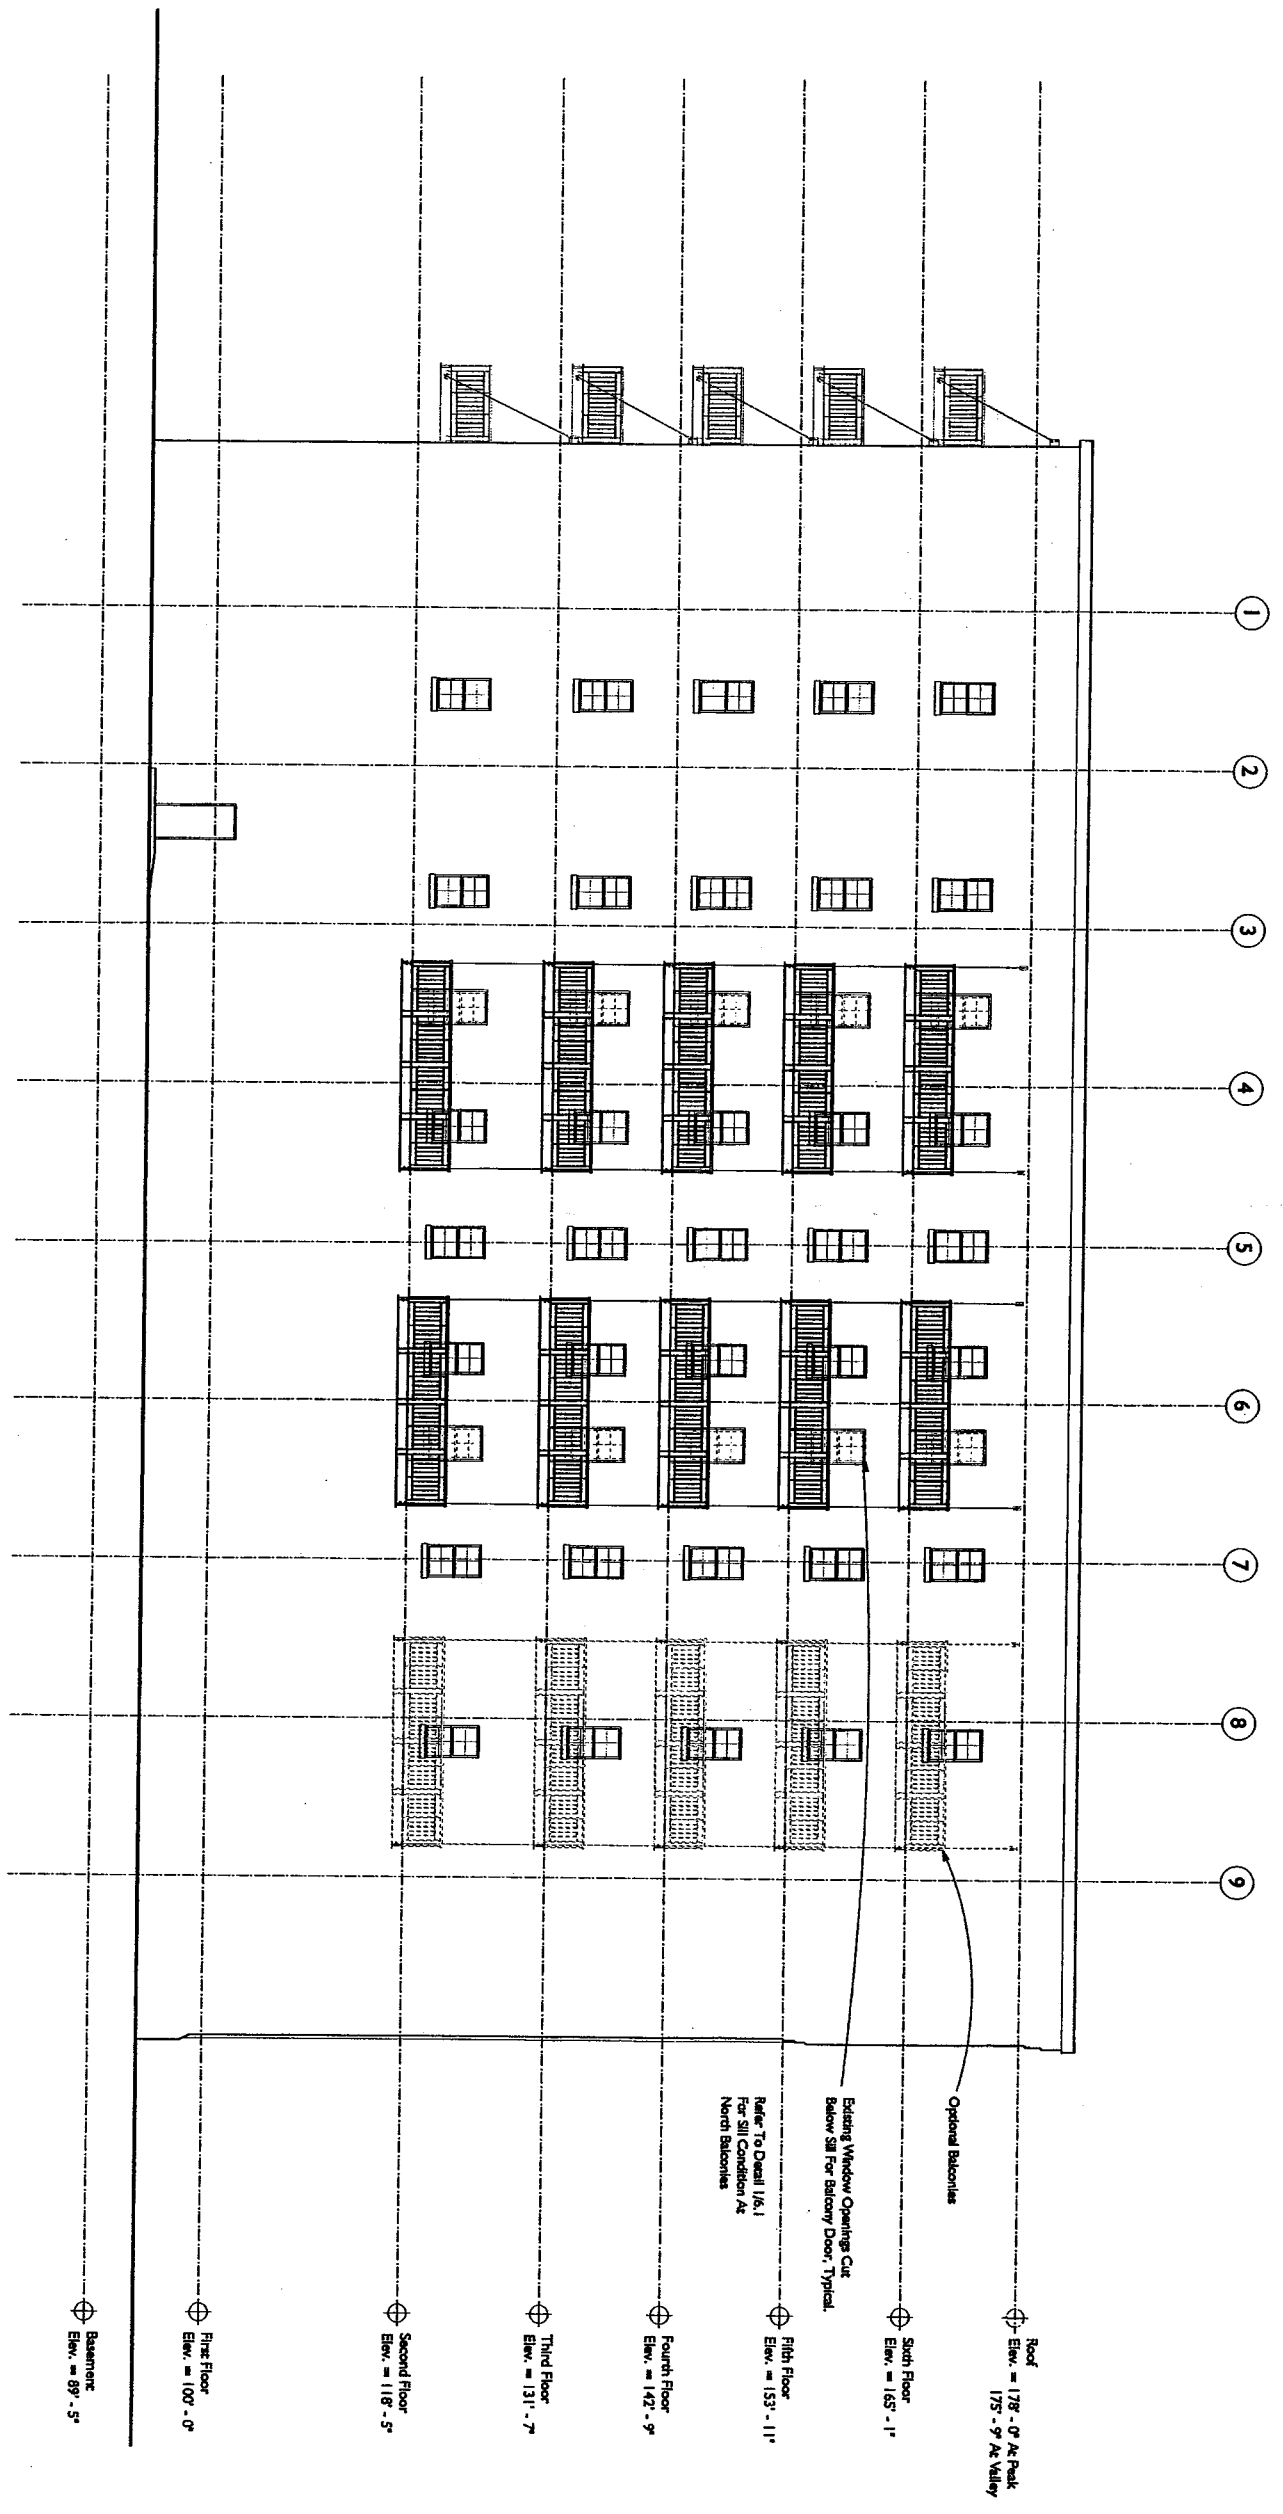 1
2
3
4
5
6
7
8
9
Optional Balconies
Existing Window Openings Cut
Below Sill For Balcony Door, Typical.
Refer To Detail 1/6.1
For Sill Condition At
North Balconies
Roof
Elev. = 178' - 0" At Peak
175' - 9" At Valley
Sixth Floor
Elev. = 165' - 1"
Fifth Floor
Elev. = 153' - 11"
Fourth Floor
Elev. = 142' - 9"
Third Floor
Elev. = 131' - 7"
Second Floor
Elev. = 118' - 5"
First Floor
Elev. = 100' - 0"
Basement
Elev. = 89' - 5"